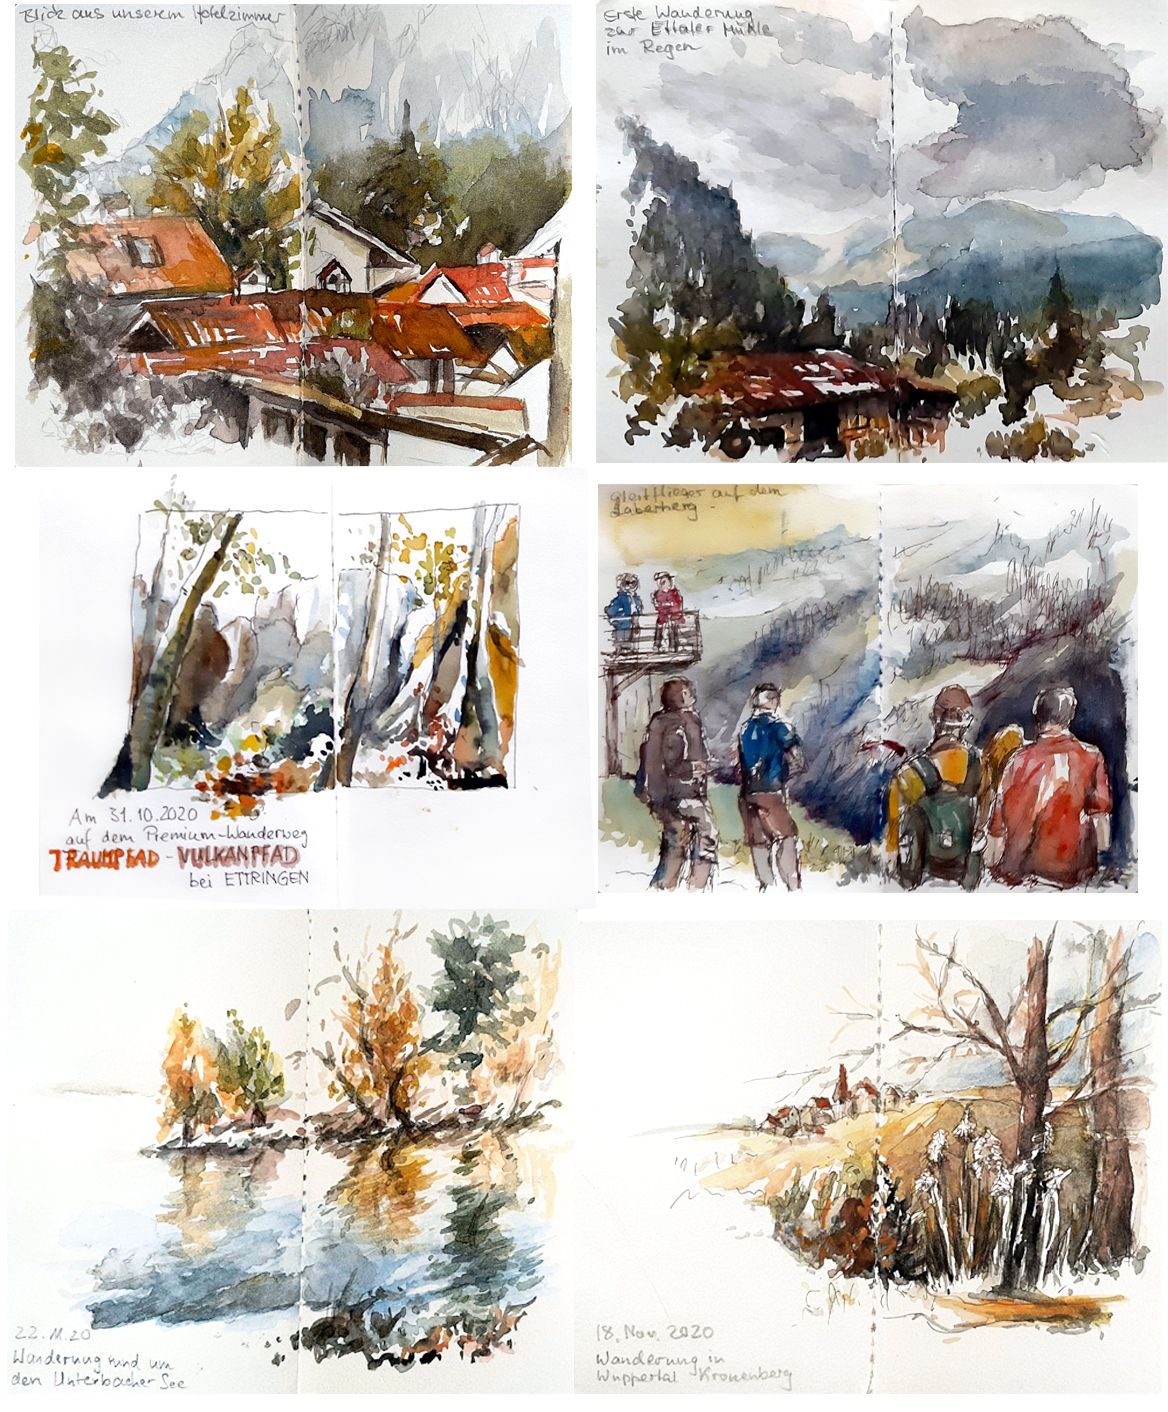 Blick aus unserem Hotelzimmer
Erste Wanderung
zur Ettaler Mühle
im Regen
Gleitflieger auf dem
Laberberg -
Am 31.10.2020
auf dem Premium-Wanderweg
TRAUMPFAD - VULKANPFAD
bei ETTRINGEN
22.11.20
Wanderung rund um
den Unterbacher See
18. Nov. 2020
Wanderung in
Wuppertal Kronenberg